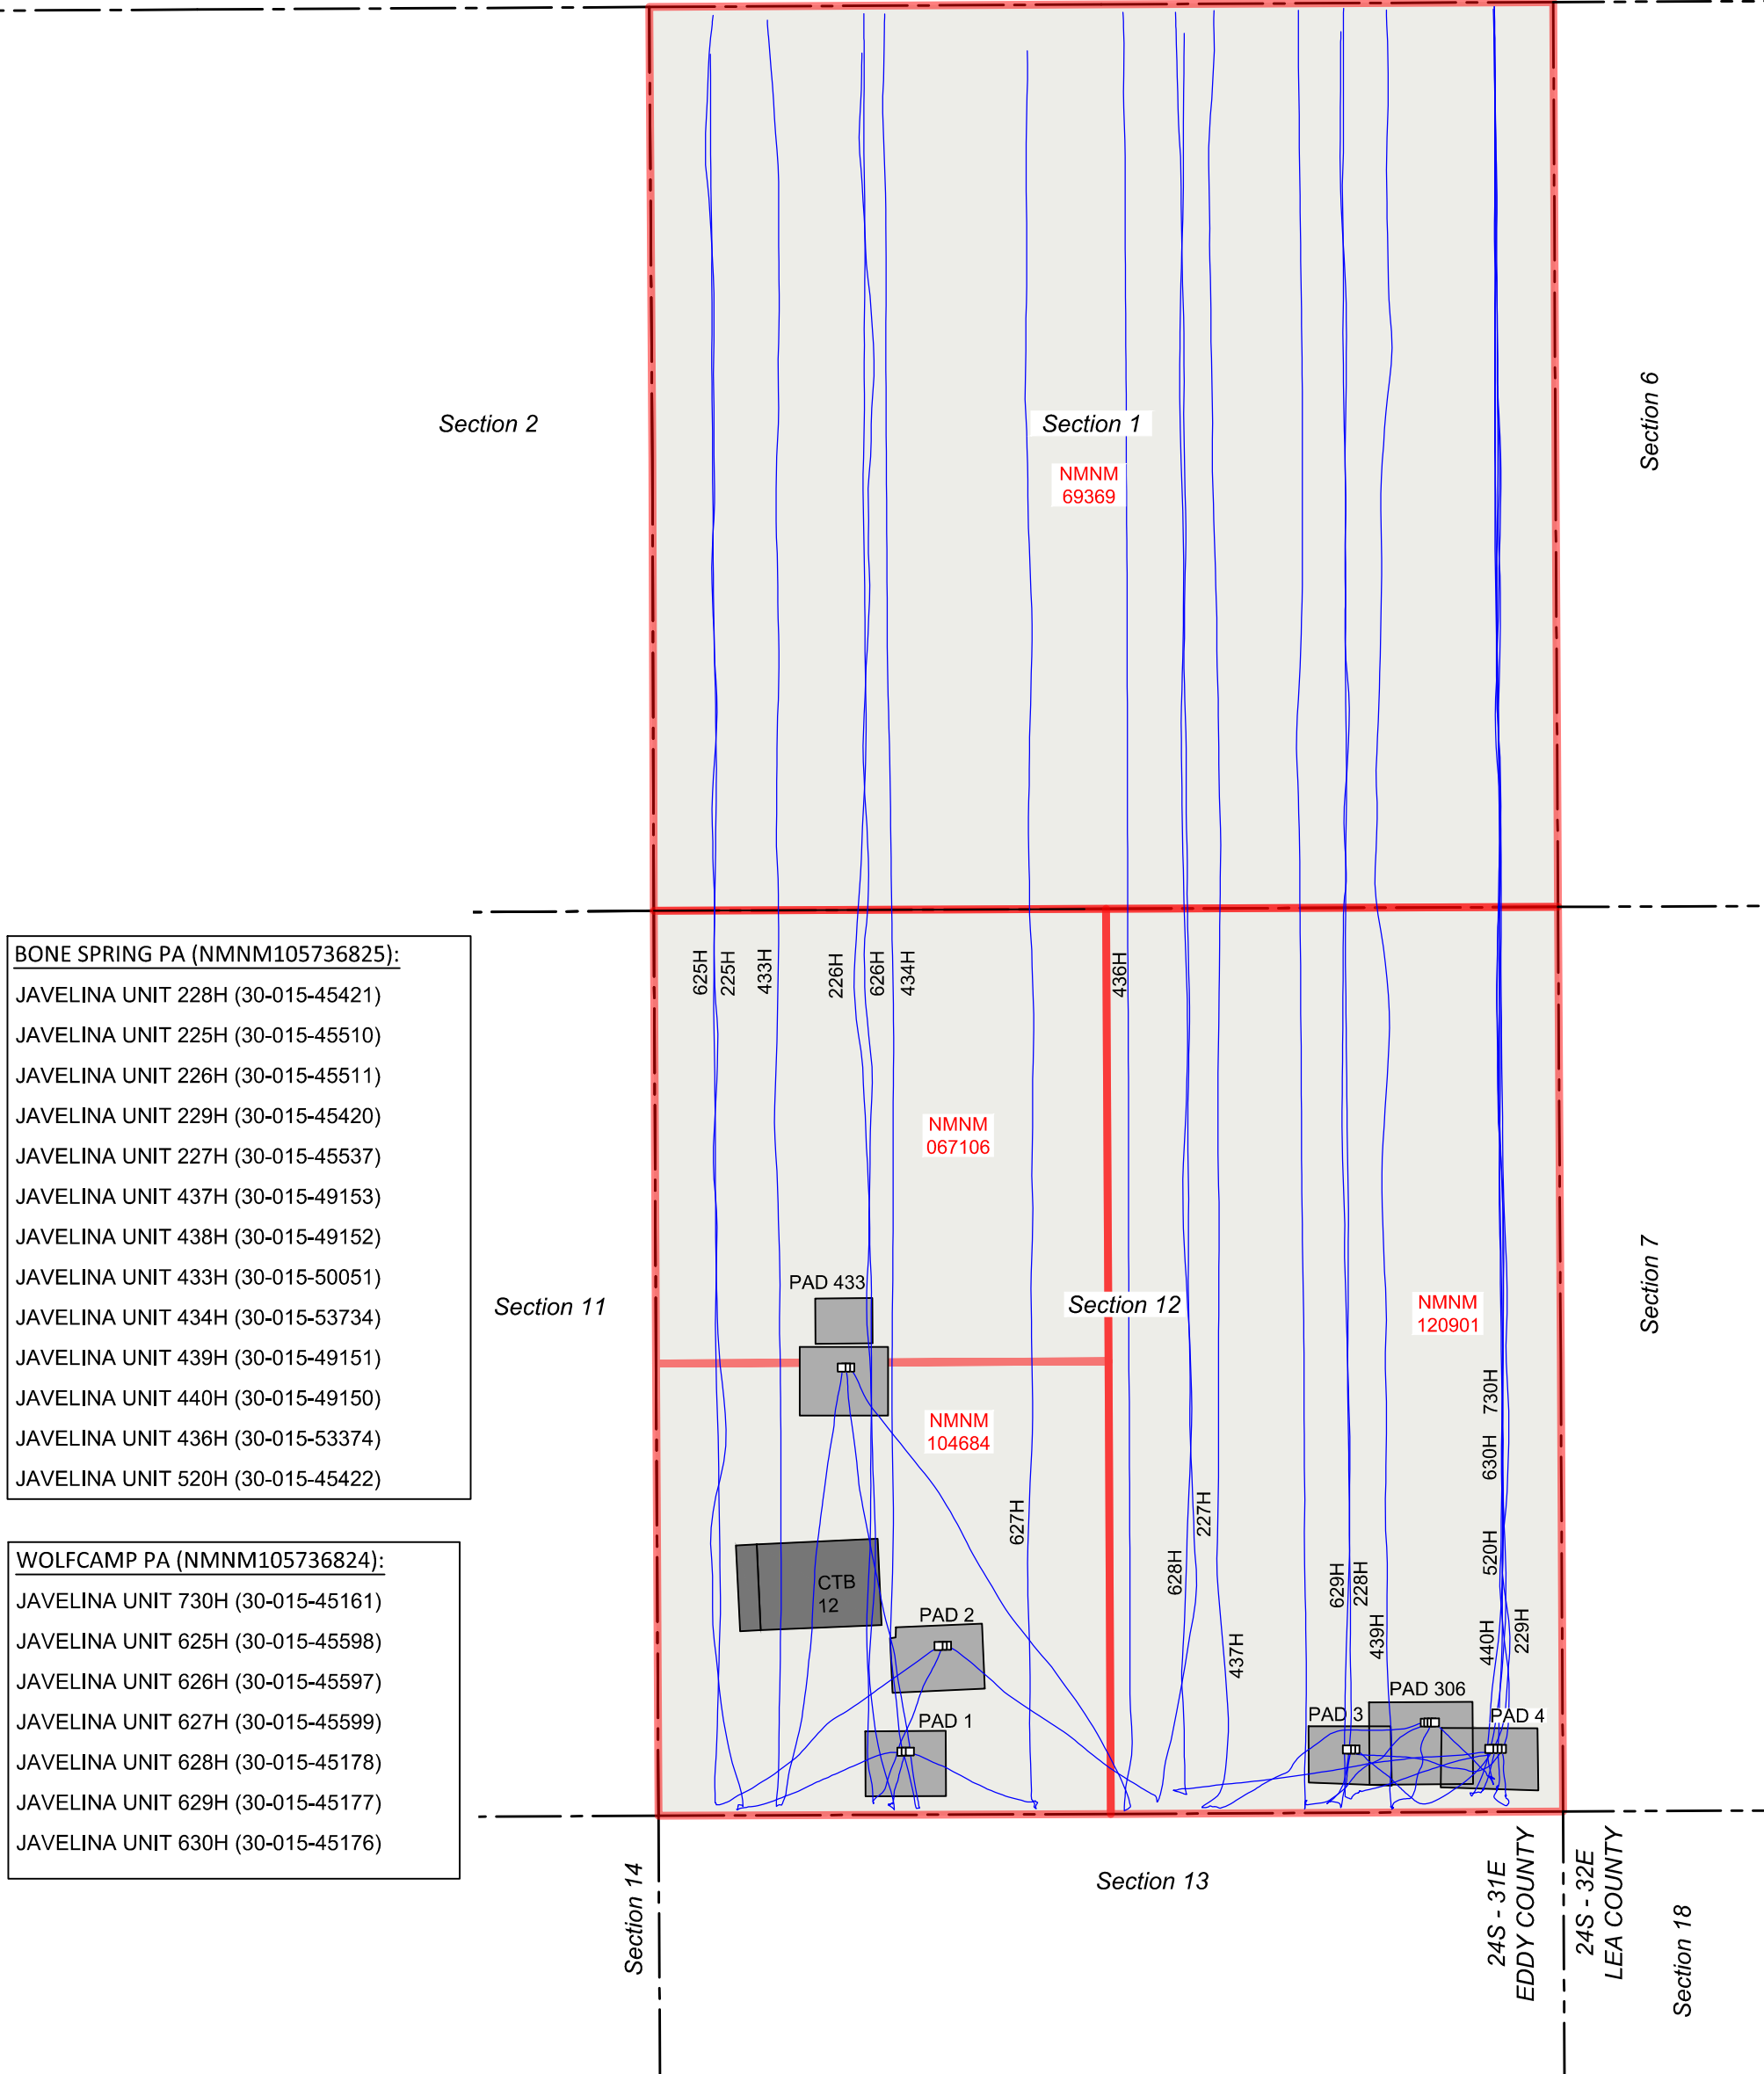 Section 2
Section 1
Section 6
NMNM
69369
BONE SPRING PA (NMNM105736825):
JAVELINA UNIT 228H (30-015-45421)
JAVELINA UNIT 225H (30-015-45510)
JAVELINA UNIT 226H (30-015-45511)
JAVELINA UNIT 229H (30-015-45420)
JAVELINA UNIT 227H (30-015-45537)
JAVELINA UNIT 437H (30-015-49153)
JAVELINA UNIT 438H (30-015-49152)
JAVELINA UNIT 433H (30-015-50051)
JAVELINA UNIT 434H (30-015-53734)
JAVELINA UNIT 439H (30-015-49151)
JAVELINA UNIT 440H (30-015-49150)
JAVELINA UNIT 436H (30-015-53374)
JAVELINA UNIT 520H (30-015-45422)
WOLFCAMP PA (NMNM105736824):
JAVELINA UNIT 730H (30-015-45161)
JAVELINA UNIT 625H (30-015-45598)
JAVELINA UNIT 626H (30-015-45597)
JAVELINA UNIT 627H (30-015-45599)
JAVELINA UNIT 628H (30-015-45178)
JAVELINA UNIT 629H (30-015-45177)
JAVELINA UNIT 630H (30-015-45176)
625H
225H
433H
226H
626H
434H
436H
NMNM
067106
PAD 433
Section 11
Section 12
NMNM
120901
Section 7
NMNM
104684
730H
630H
520H
627H
227H
628H
629H
228H
439H
437H
440H
229H
CTB
12
PAD 2
PAD 1
PAD 306
PAD 3
PAD 4
Section 14
Section 13
24S - 31E
EDDY COUNTY
24S - 32E
LEA COUNTY
Section 18